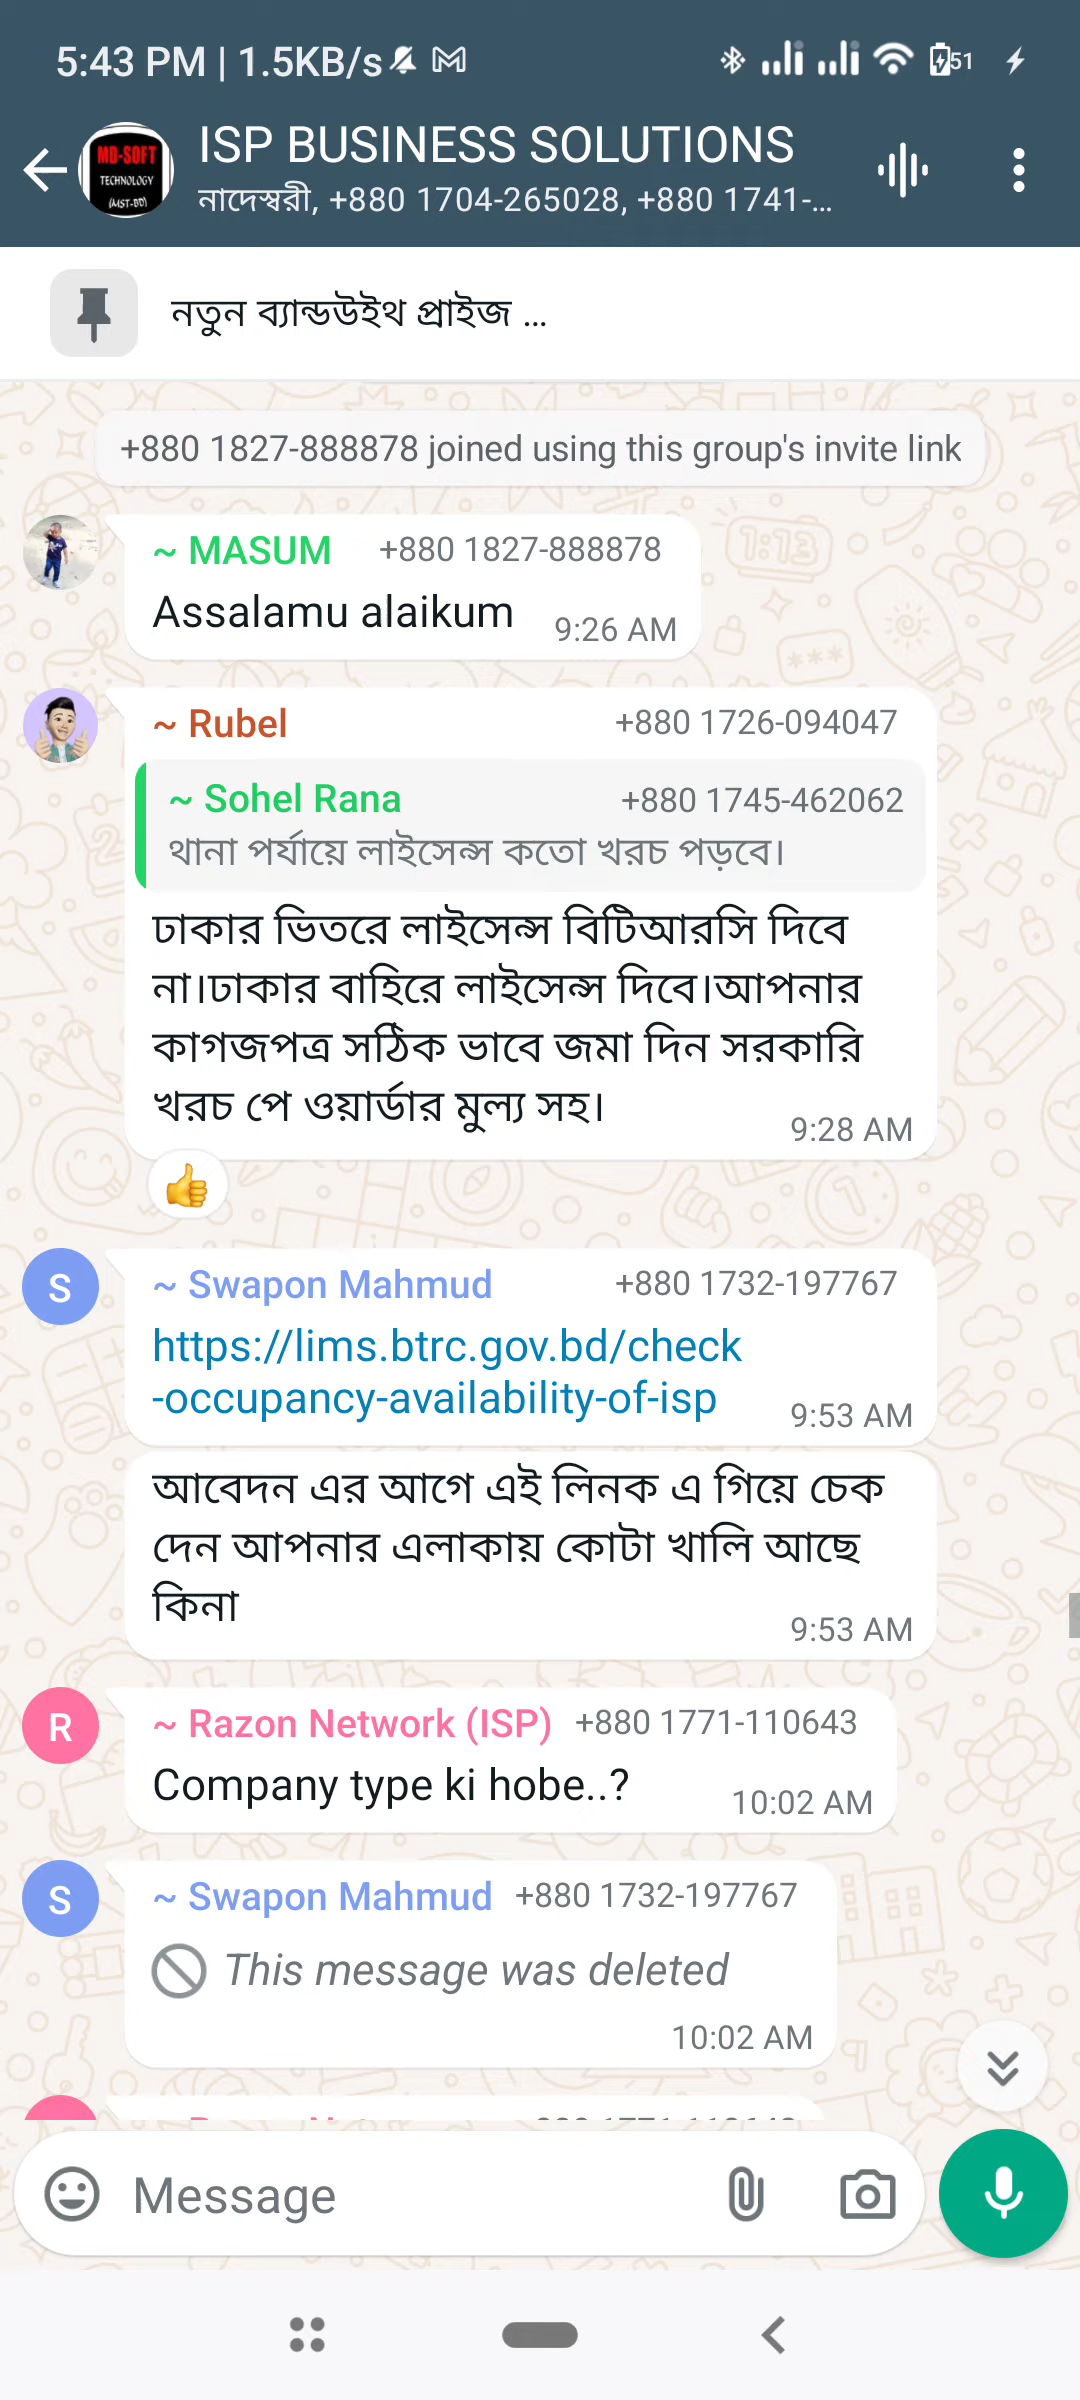 5:43 PM | 1.5KB/s 51
MD-SOFT
TECHNOLOGY
(MST-BD)
ISP BUSINESS SOLUTIONS
নাদেস্বরী, +880 1704-265028, +880 1741-...
নতুন ব্যান্ডউইথ প্রাইজ ...
+880 1827-888878 joined using this group's invite link
~ MASUM +880 1827-888878
Assalamu alaikum 9:26 AM
~ Rubel +880 1726-094047
~ Sohel Rana +880 1745-462062
থানা পর্যায়ে লাইসেন্স কতো খরচ পড়বে।
ঢাকার ভিতরে লাইসেন্স বিটিআরসি দিবে
না।ঢাকার বাহিরে লাইসেন্স দিবে।আপনার
কাগজপত্র সঠিক ভাবে জমা দিন সরকারি
খরচ পে ওয়ার্ডার মুল্য সহ।
9:28 AM
S ~ Swapon Mahmud +880 1732-197767
https://lims.btrc.gov.bd/check
-occupancy-availability-of-isp 9:53 AM
আবেদন এর আগে এই লিনক এ গিয়ে চেক
দেন আপনার এলাকায় কোটা খালি আছে
কিনা
9:53 AM
R ~ Razon Network (ISP) +880 1771-110643
Company type ki hobe..? 10:02 AM
S ~ Swapon Mahmud +880 1732-197767
This message was deleted
10:02 AM
Message